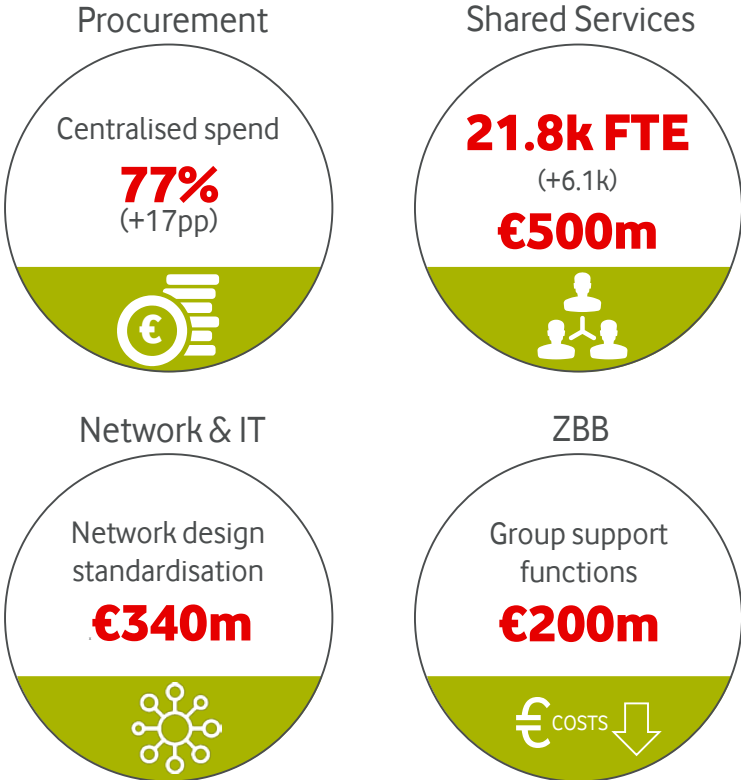 Procurement
Centralised spend
77%
(+17pp)
€
Shared Services
21.8k FTE
(+6.1k)
€500m
Network & IT
Network design
standardisation
€340m
ZBB
Group support
functions
€200m
€ COSTS